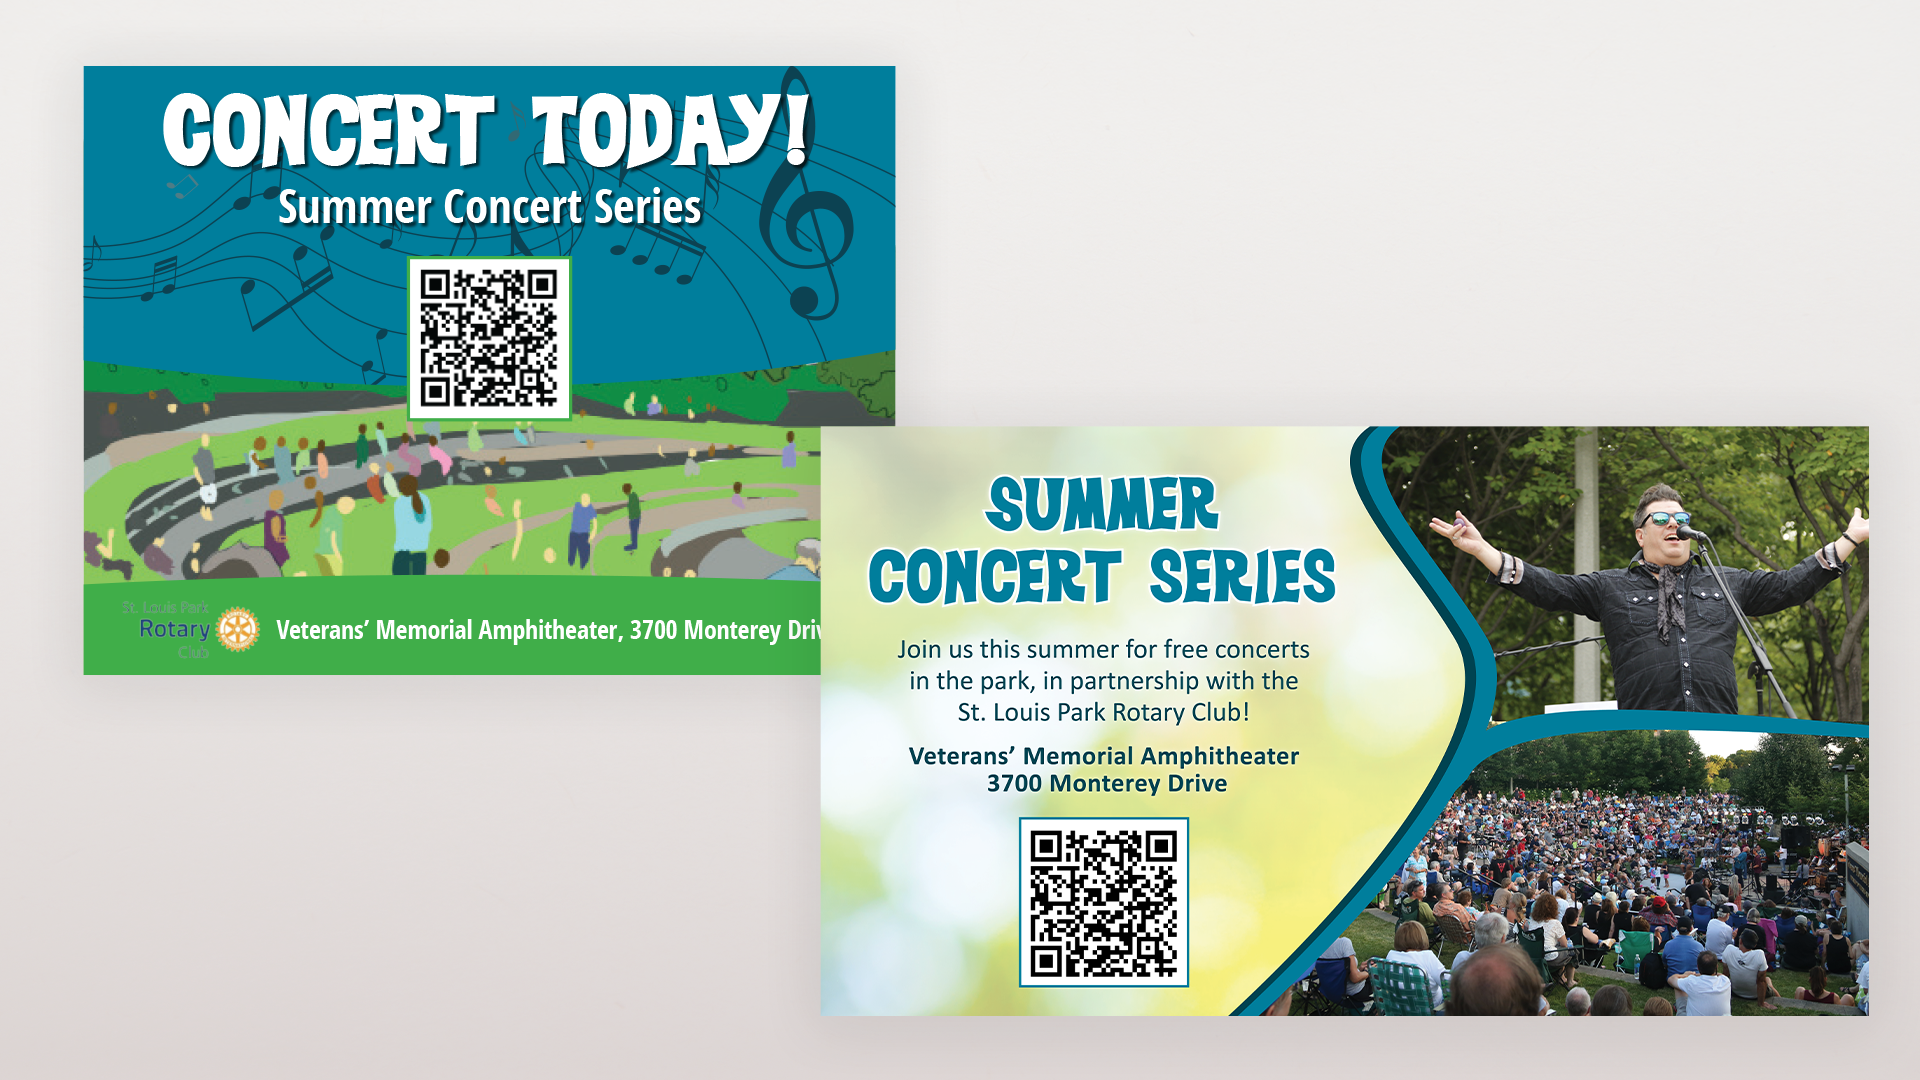 CONCERT TODAY!
Summer Concert Series
St. Louis Park
Rotary
Club
Veterans' Memorial Amphitheater, 3700 Monterey Driv
SUMMER
CONCERT SERIES
Join us this summer for free concerts
in the park, in partnership with the
St. Louis Park Rotary Club!
Veterans' Memorial Amphitheater
3700 Monterey Drive